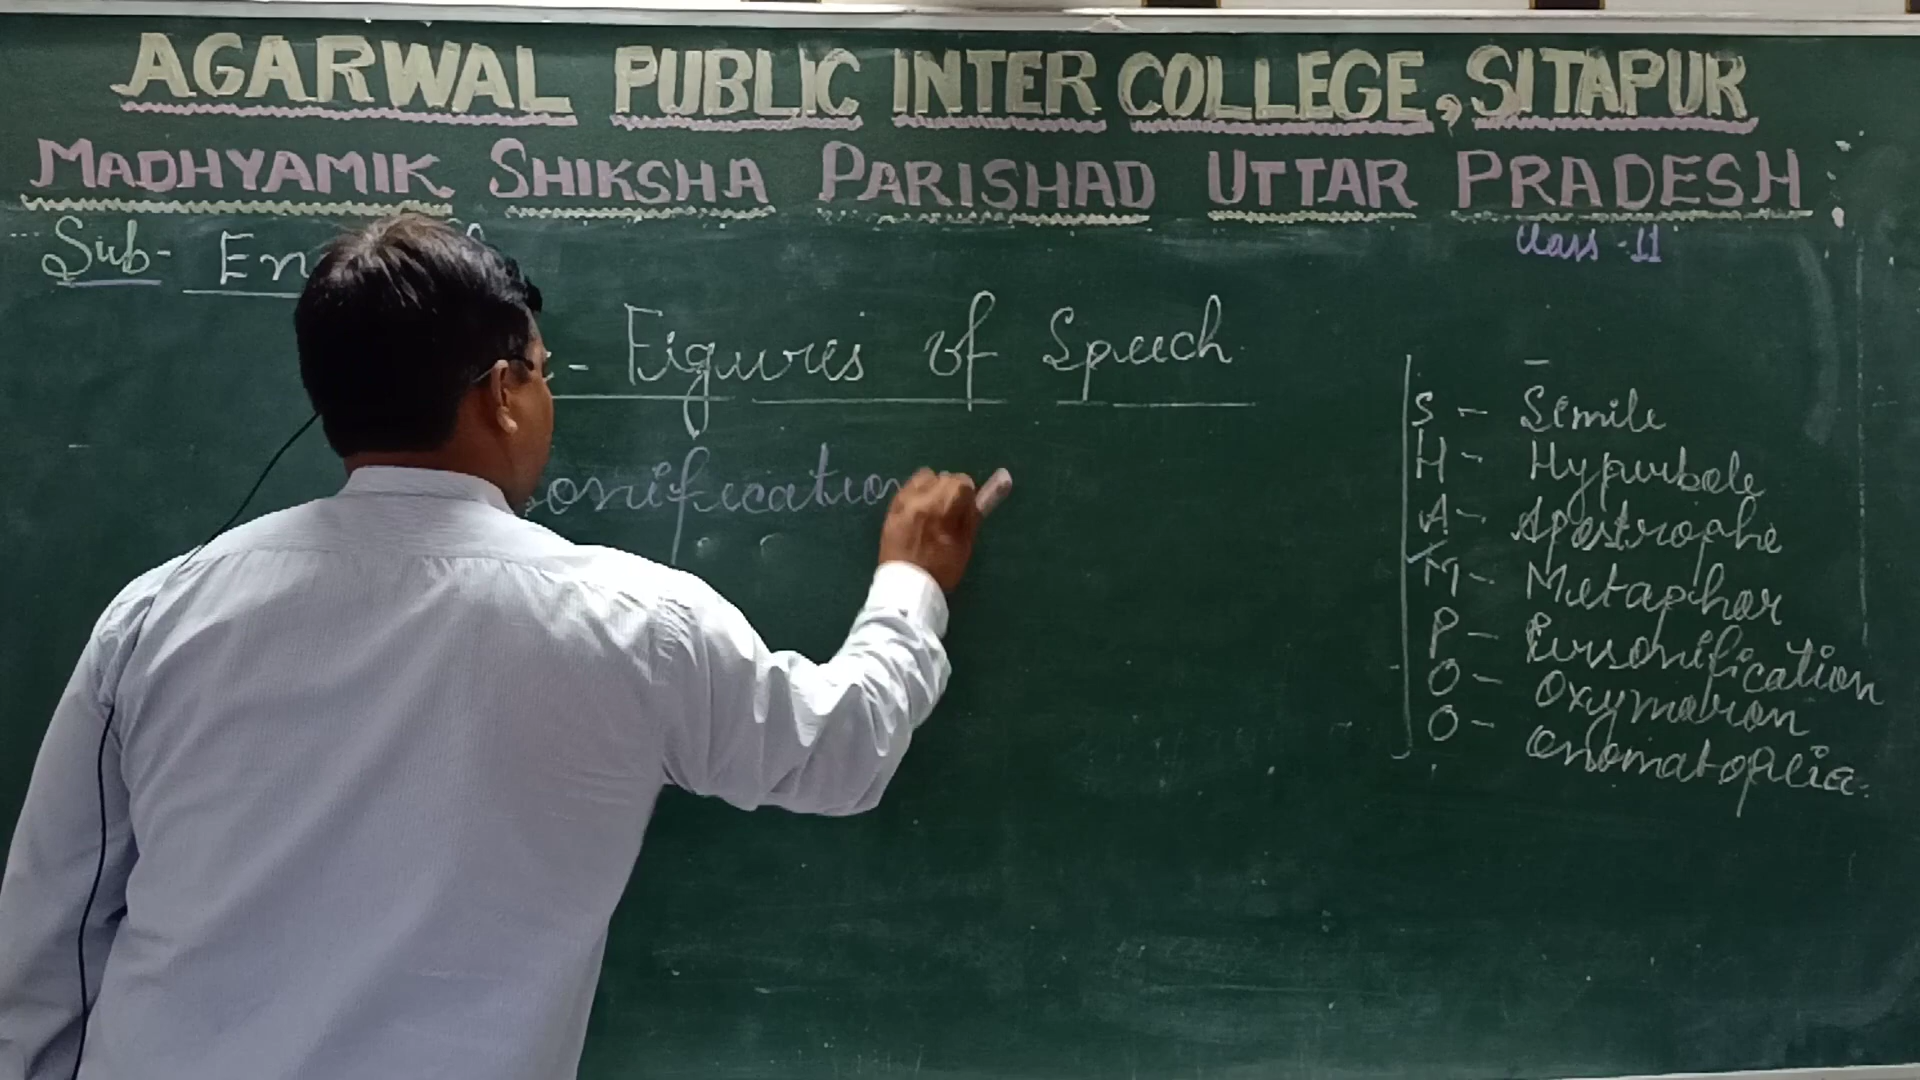 AGARWAL PUBLIC INTER COLLEGE, SITAPUR
MADHYAMIK SHIKSHA PARISHAD UTTAR PRADESH
Sub- En
Class - 11
- Figures of Speech
sonification
S - Simile
H - Hyperbole
A - Apostrophe
M - Metaphor
P - Personification
O - Oxymoron
O - Onomatopoeia